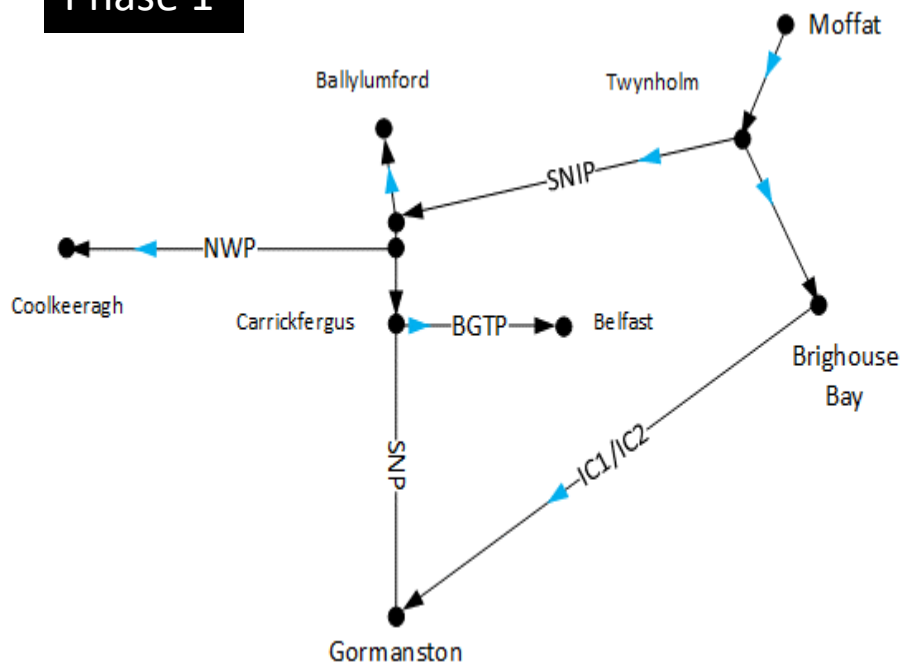 Phase 1
Moffat
Ballylumford
Twynholm
SNIP
NWP
Coolkeeragh
Carrickfergus
BGTP
Belfast
Brighouse
Bay
IC1/IC2
SNP
Gormanston